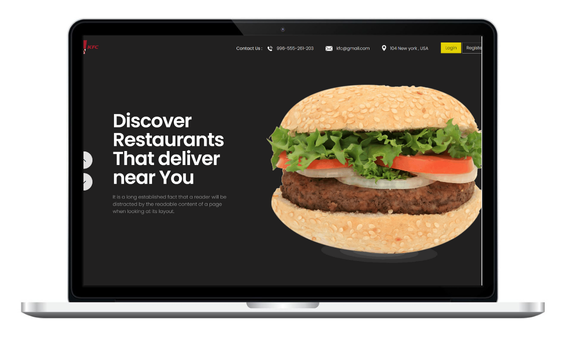 KFC
Contact Us : 998-555-261-203 kfc@gmail.com 104 New york , USA Login Registe
Discover
Restaurants
That deliver
near You
It is a long established fact that a reader will be
distracted by the readable content of a page
when looking at its layout.